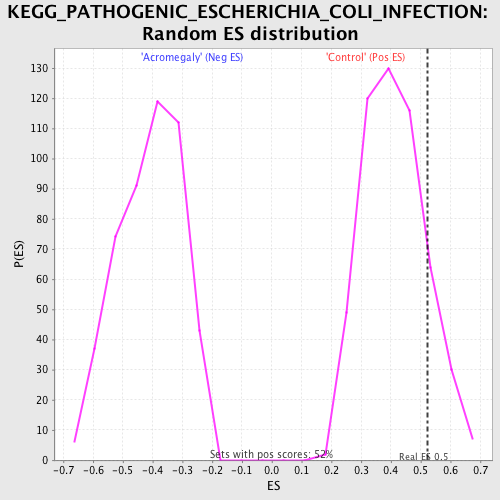 KEGG_PATHOGENIC_ESCHERICHIA_COLI_INFECTION:
Random ES distribution
'Acromegaly' (Neg ES)
'Control' (Pos ES)
P(ES)
130
120
110
100
90
80
70
60
50
40
30
20
10
0
Sets with pos scores: 52%
Real ES 0.5
-0.7 -0.6 -0.5 -0.4 -0.3 -0.2 -0.1 0.0 0.1 0.2 0.3 0.4 0.5 0.6 0.7
ES